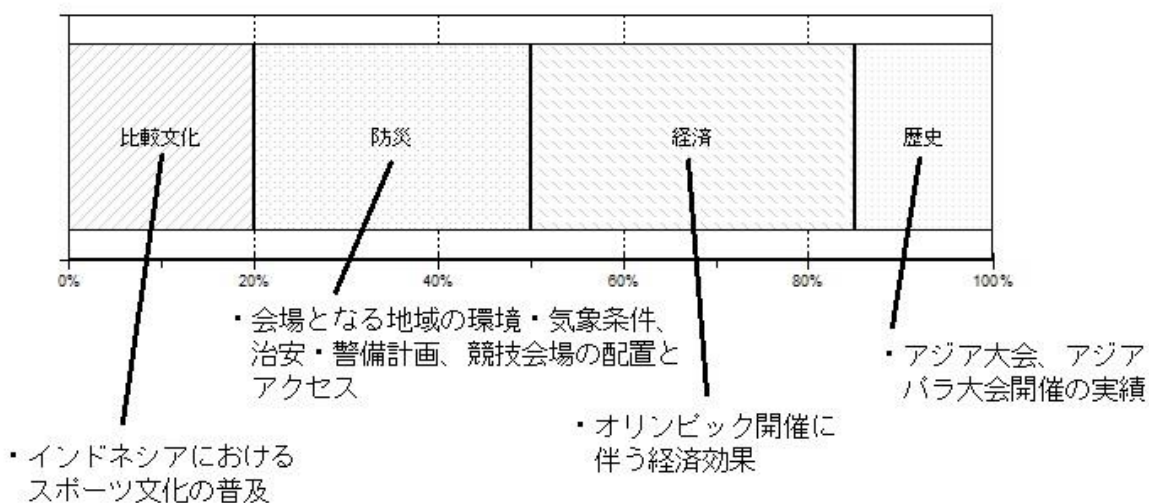 比較文化
防災
経済
歴史
0%
20%
40%
60%
80%
100%
・会場となる地域の環境・気象条件、
治安・警備計画、競技会場の配置と
アクセス
・アジア大会、アジア
パラ大会開催の実績
・オリンピック開催に
伴う経済効果
・インドネシアにおける
スポーツ文化の普及